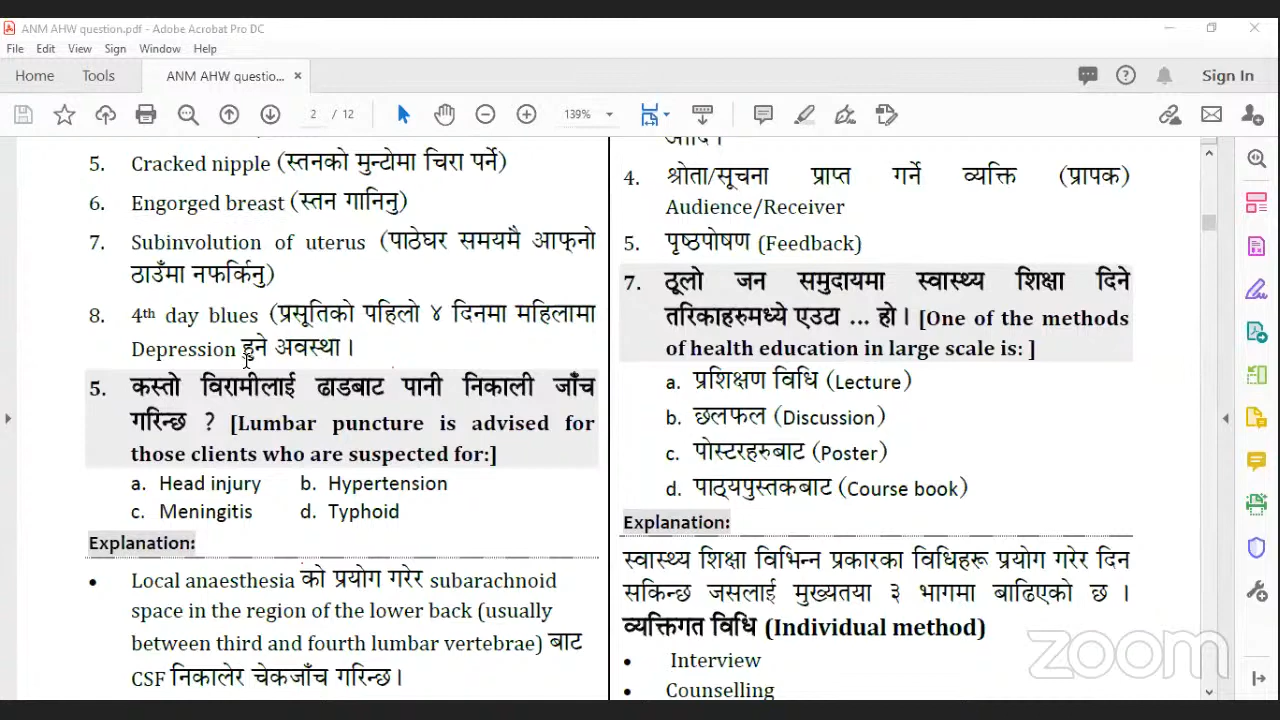 ANM AHW question.pdf - Adobe Acrobat Pro DC
File Edit View Sign Window Help
Home Tools ANM AHW questio... × Sign In
2 / 12 139%
5. Cracked nipple (स्तनको मुन्टोमा चिरा पर्ने)
6. Engorged breast (स्तन गानिनु)
7. Subinvolution of uterus (पाठेघर समयमै आफ्नो
ठाउँमा नफर्किनु)
8. 4th day blues (प्रसूतिको पहिलो ४ दिनमा महिलामा
Depression हुने अवस्था ।
5. कस्तो विरामीलाई ढाडबाट पानी निकाली जाँच
गरिन्छ ? [Lumbar puncture is advised for
those clients who are suspected for:]
a. Head injury b. Hypertension
c. Meningitis d. Typhoid
Explanation:
• Local anaesthesia को प्रयोग गरेर subarachnoid
space in the region of the lower back (usually
between third and fourth lumbar vertebrae) बाट
CSF निकालेर चेकजाँच गरिन्छ ।
आदि ।
4. श्रोता/सूचना प्राप्त गर्ने व्यक्ति (प्रापक)
Audience/Receiver
5. पृष्ठपोषण (Feedback)
7. ठूलो जन समुदायमा स्वास्थ्य शिक्षा दिने
तरिकाहरुमध्ये एउटा ... हो । [One of the methods
of health education in large scale is: ]
a. प्रशिक्षण विधि (Lecture)
b. छलफल (Discussion)
c. पोस्टरहरुबाट (Poster)
d. पाठ्यपुस्तकबाट (Course book)
Explanation:
स्वास्थ्य शिक्षा विभिन्न प्रकारका विधिहरू प्रयोग गरेर दिन
सकिन्छ जसलाई मुख्यतया ३ भागमा बाढिएको छ ।
व्यक्तिगत विधि (Individual method)
• Interview
• Counselling
zoom